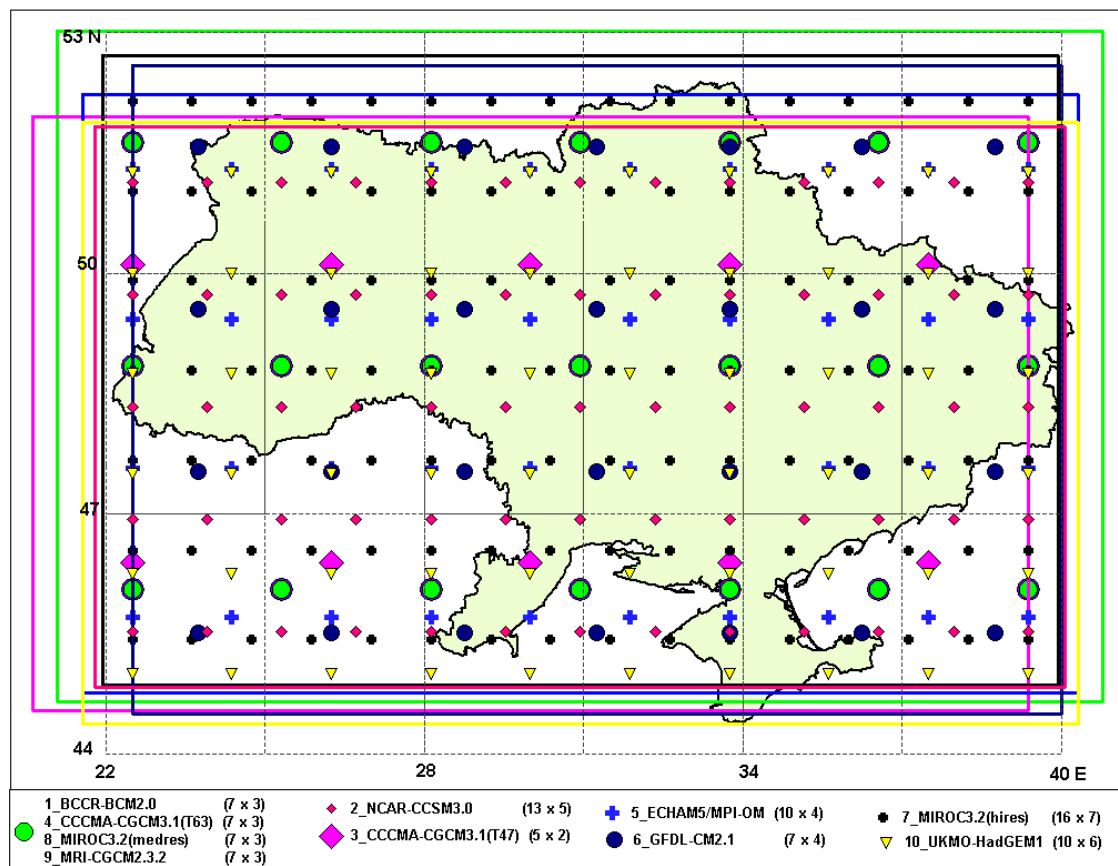 53 N
50
47
44
22 28 34 40 E
1_BCCR-BCM2.0 (7 x 3)
4_CCCMA-CGCM3.1(T63) (7 x 3)
8_MIROC3.2(medres) (7 x 3)
9_MRI-CGCM2.3.2 (7 x 3)
2_NCAR-CCSM3.0 (13 x 5)
3_CCCMA-CGCM3.1(T47) (5 x 2)
5_ECHAM5/MPI-OM (10 x 4)
6_GFDL-CM2.1 (7 x 4)
7_MIROC3.2(hires) (16 x 7)
10_UKMO-HadGEM1 (10 x 6)